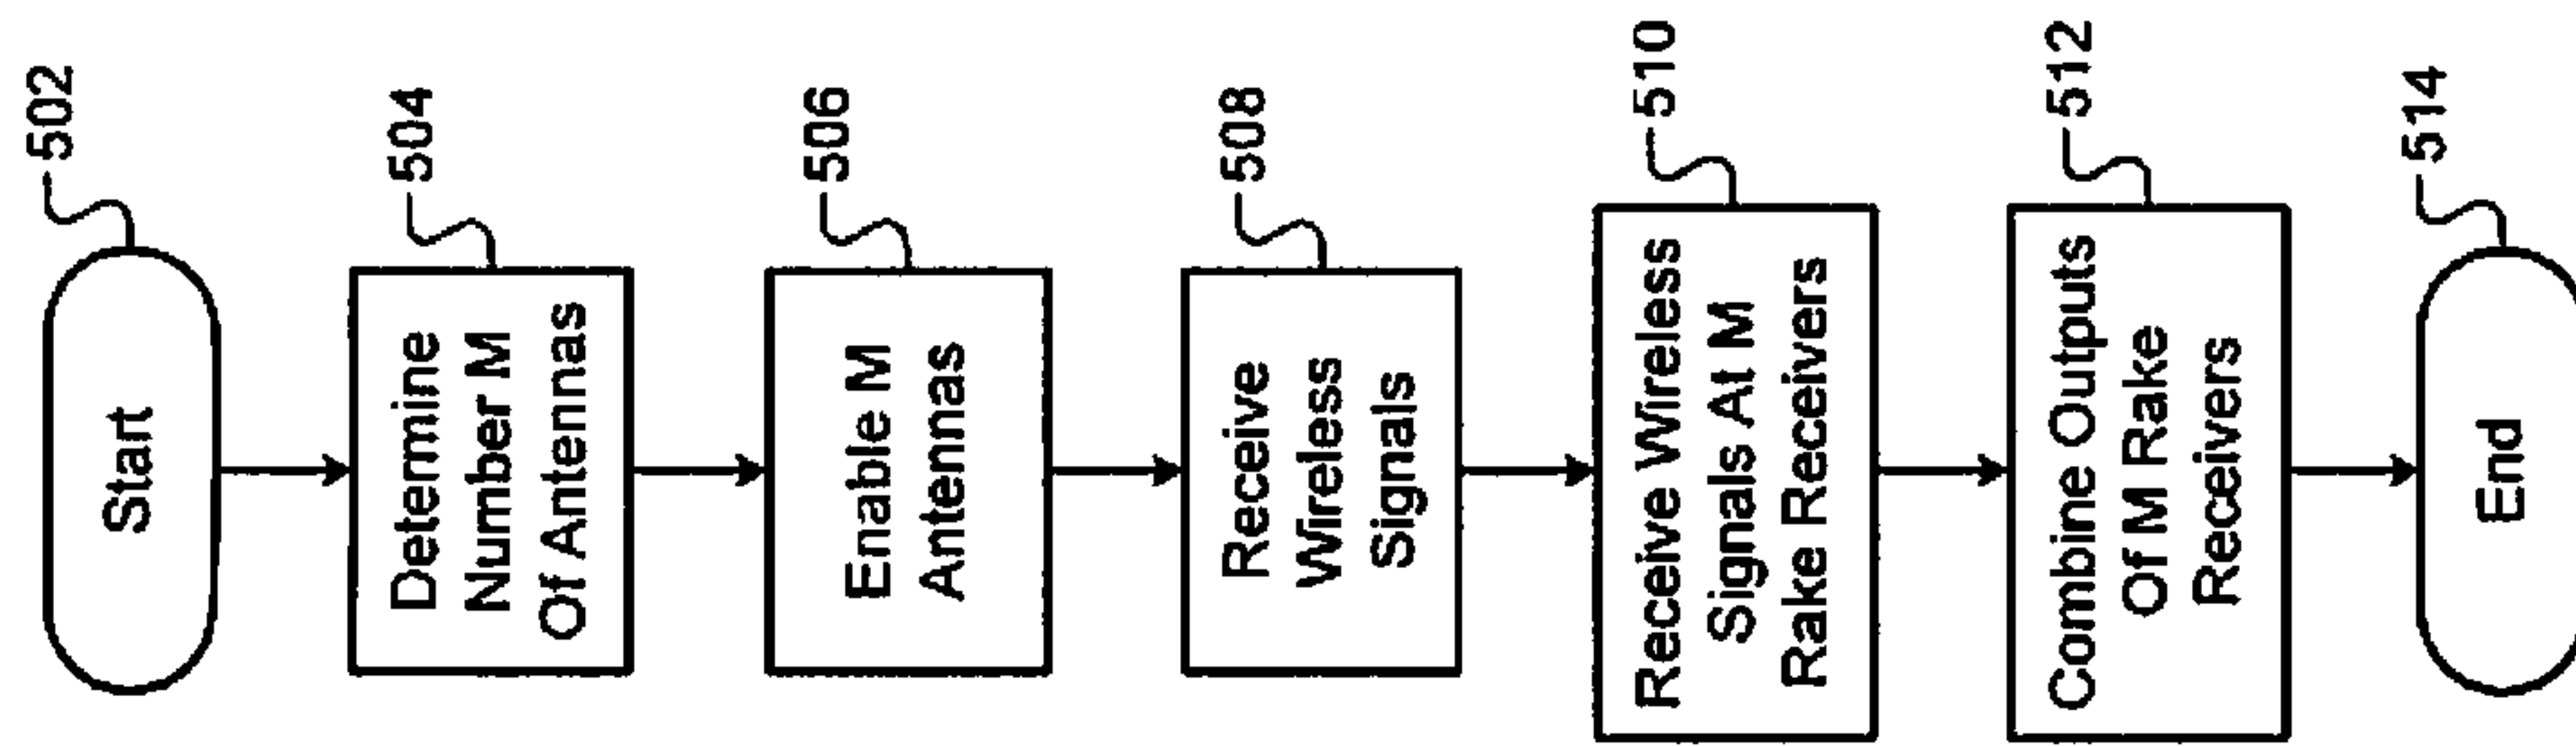 Start
502
Determine
Number M
Of Antennas
504
Enable M
Antennas
506
Receive
Wireless
Signals
508
Receive Wireless
Signals At M
Rake Receivers
510
Combine Outputs
Of M Rake
Receivers
512
End
514